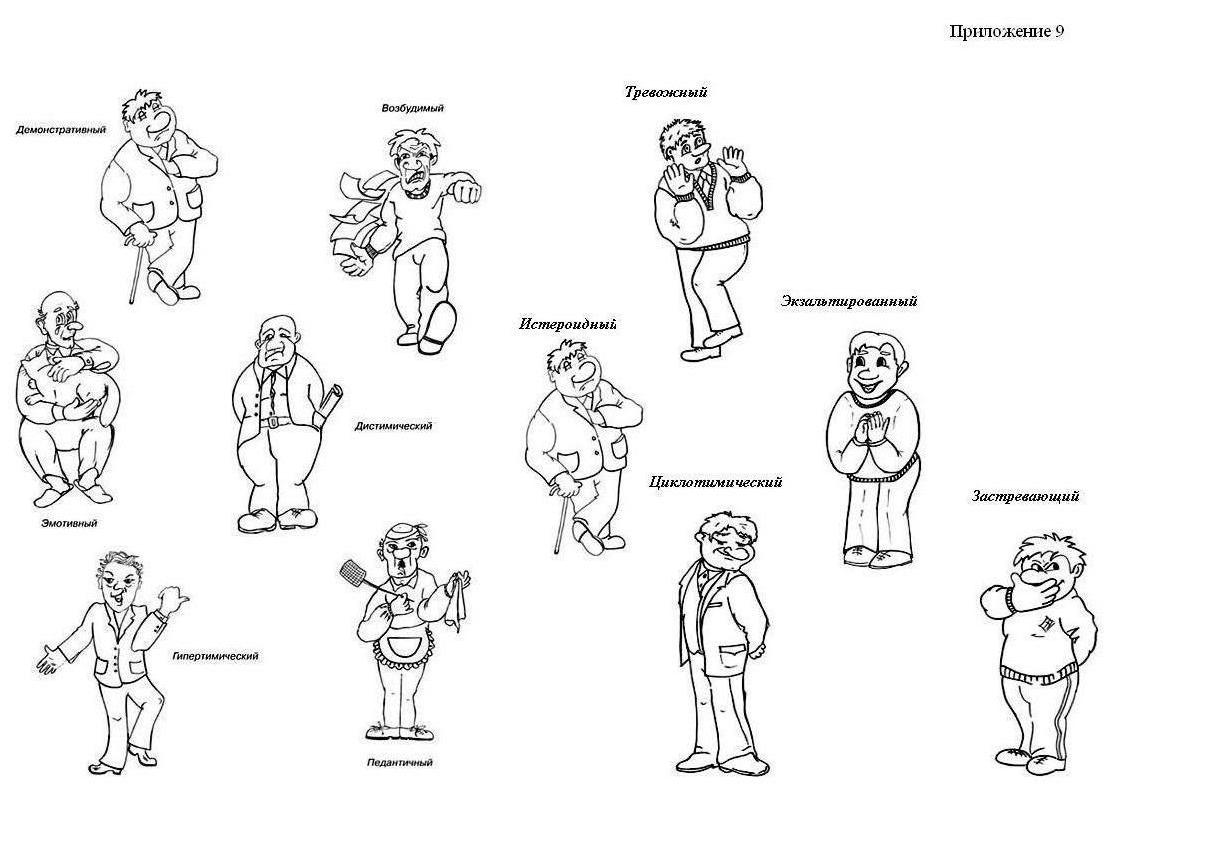 Приложение 9
Тревожный
Возбудимый
Демонстративный
Экзальтированный
Истероидный
Дистимический
Циклотимический
Застревающий
Эмотивный
Гипертимический
Педантичный